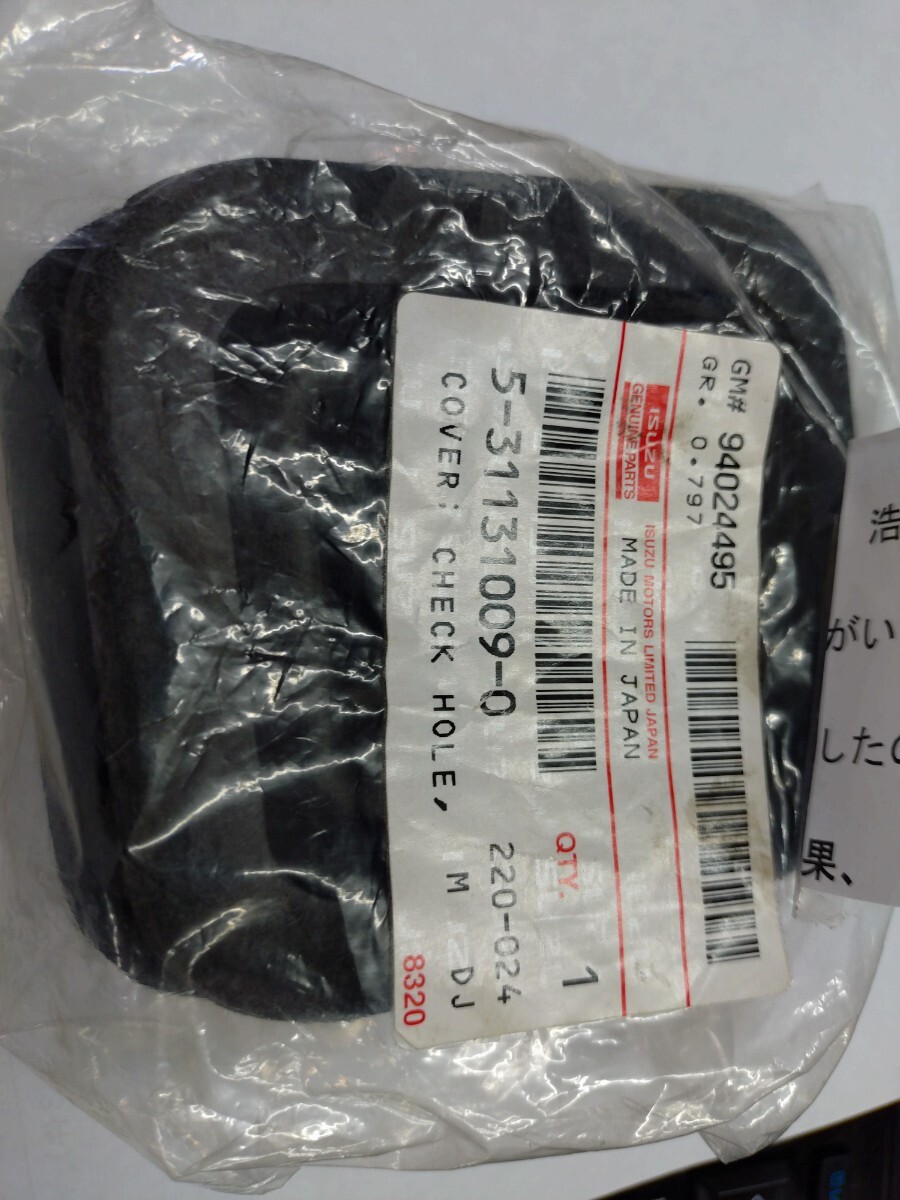 GM# 94024495
GR. 0.797
ISUZU
GENUINE PARTS
ISUZU MOTORS LIMITED JAPAN
MADE IN JAPAN
QTY. 1
5-31131009-0 220-024
COVER; CHECK HOLE, M DJ
8320
浩
がい
した
果、